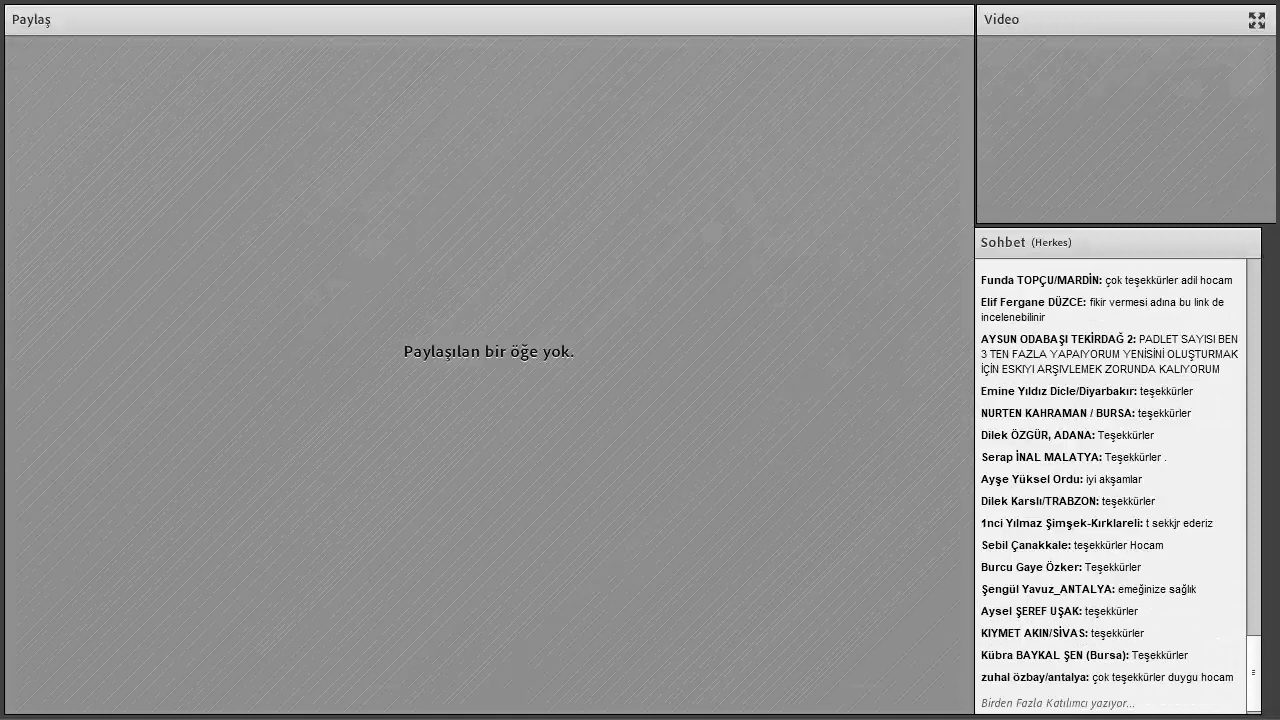 Paylaş
Paylaşılan bir öğe yok.
Video
Sohbet (Herkes)
Funda TOPÇU/MARDİN: çok teşekkürler adil hocam
Elif Fergane DÜZCE: fikir vermesi adına bu link de
incelenebilinir
AYSUN ODABAŞI TEKİRDAĞ 2: PADLET SAYISI BEN
3 TEN FAZLA YAPAIYORUM YENİSİNİ OLUŞTURMAK
İÇİN ESKIYI ARŞIVLEMEK ZORUNDA KALIYORUM
Emine Yıldız Dicle/Diyarbakır: teşekkürler
NURTEN KAHRAMAN / BURSA: teşekkürler
Dilek ÖZGÜR, ADANA: Teşekkürler
Serap İNAL MALATYA: Teşekkürler .
Ayşe Yüksel Ordu: iyi akşamlar
Dilek Karslı/TRABZON: teşekkürler
1nci Yılmaz Şimşek-Kırklareli: t sekkjr ederiz
Sebil Çanakkale: teşekkürler Hocam
Burcu Gaye Özker: Teşekkürler
Şengül Yavuz_ANTALYA: emeğinize sağlık
Aysel ŞEREF UŞAK: teşekkürler
KIYMET AKIN/SİVAS: teşekkürler
Kübra BAYKAL ŞEN (Bursa): Teşekkürler
zuhal özbay/antalya: çok teşekkürler duygu hocam
Birden Fazla Katılımcı yazıyor...